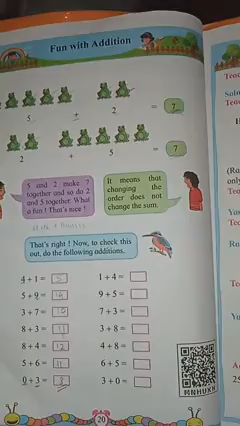 Fun with Addition
5 + 2 = 7
2 + 5 = 7
5 and 2 make 7
together and so do 2
and 5 together. What
a fun ! That's nice !
It means that
changing the
order does not
change the sum.
That's right ! Now, to check this
out, do the following additions.
4 + 1 = 5 1 + 4 =
5 + 9 = 14 9 + 5 =
3 + 7 = 10 7 + 3 =
8 + 3 = 11 3 + 8 =
8 + 4 = 12 4 + 8 =
5 + 6 = 11 6 + 5 =
0 + 3 = 3 3 + 0 =
20